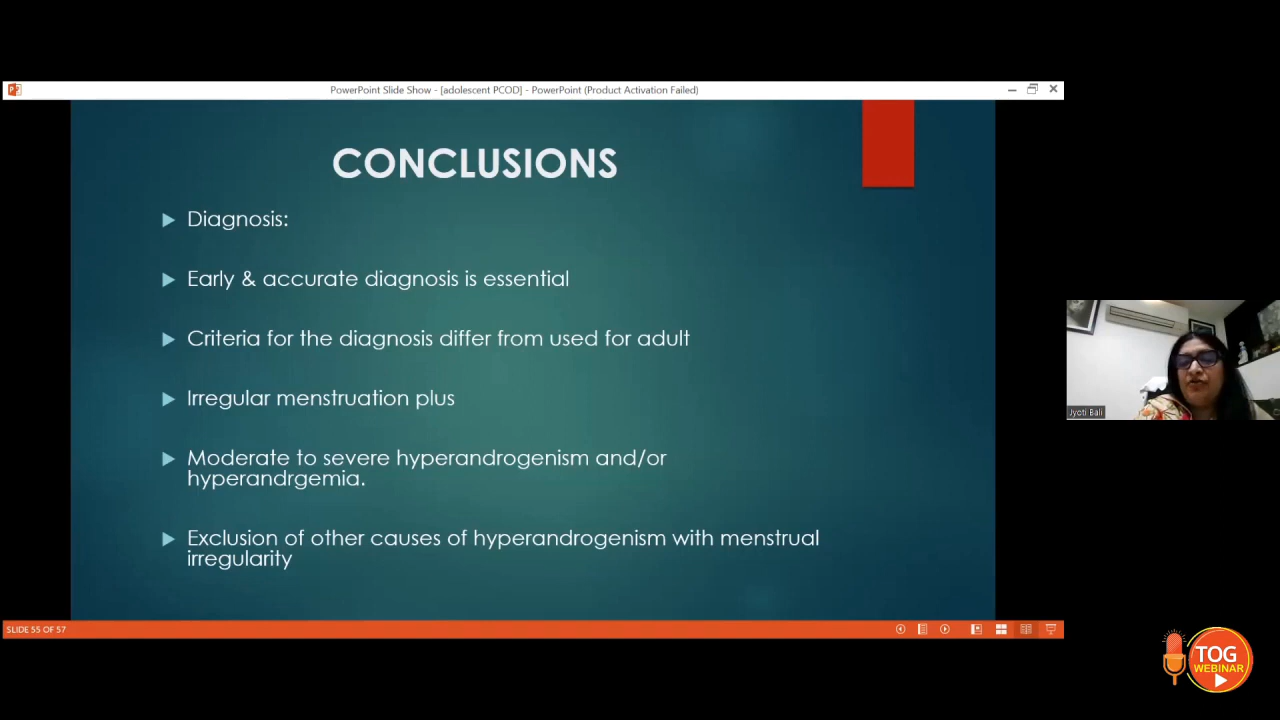 PowerPoint Slide Show - [adolescent PCOD] - PowerPoint (Product Activation Failed)
CONCLUSIONS
Diagnosis:
Early & accurate diagnosis is essential
Criteria for the diagnosis differ from used for adult
Irregular menstruation plus
Moderate to severe hyperandrogenism and/or
hyperandrgemia.
Exclusion of other causes of hyperandrogenism with menstrual
irregularity
SLIDE 55 OF 57
Jyoti Bali
TOG
WEBINAR